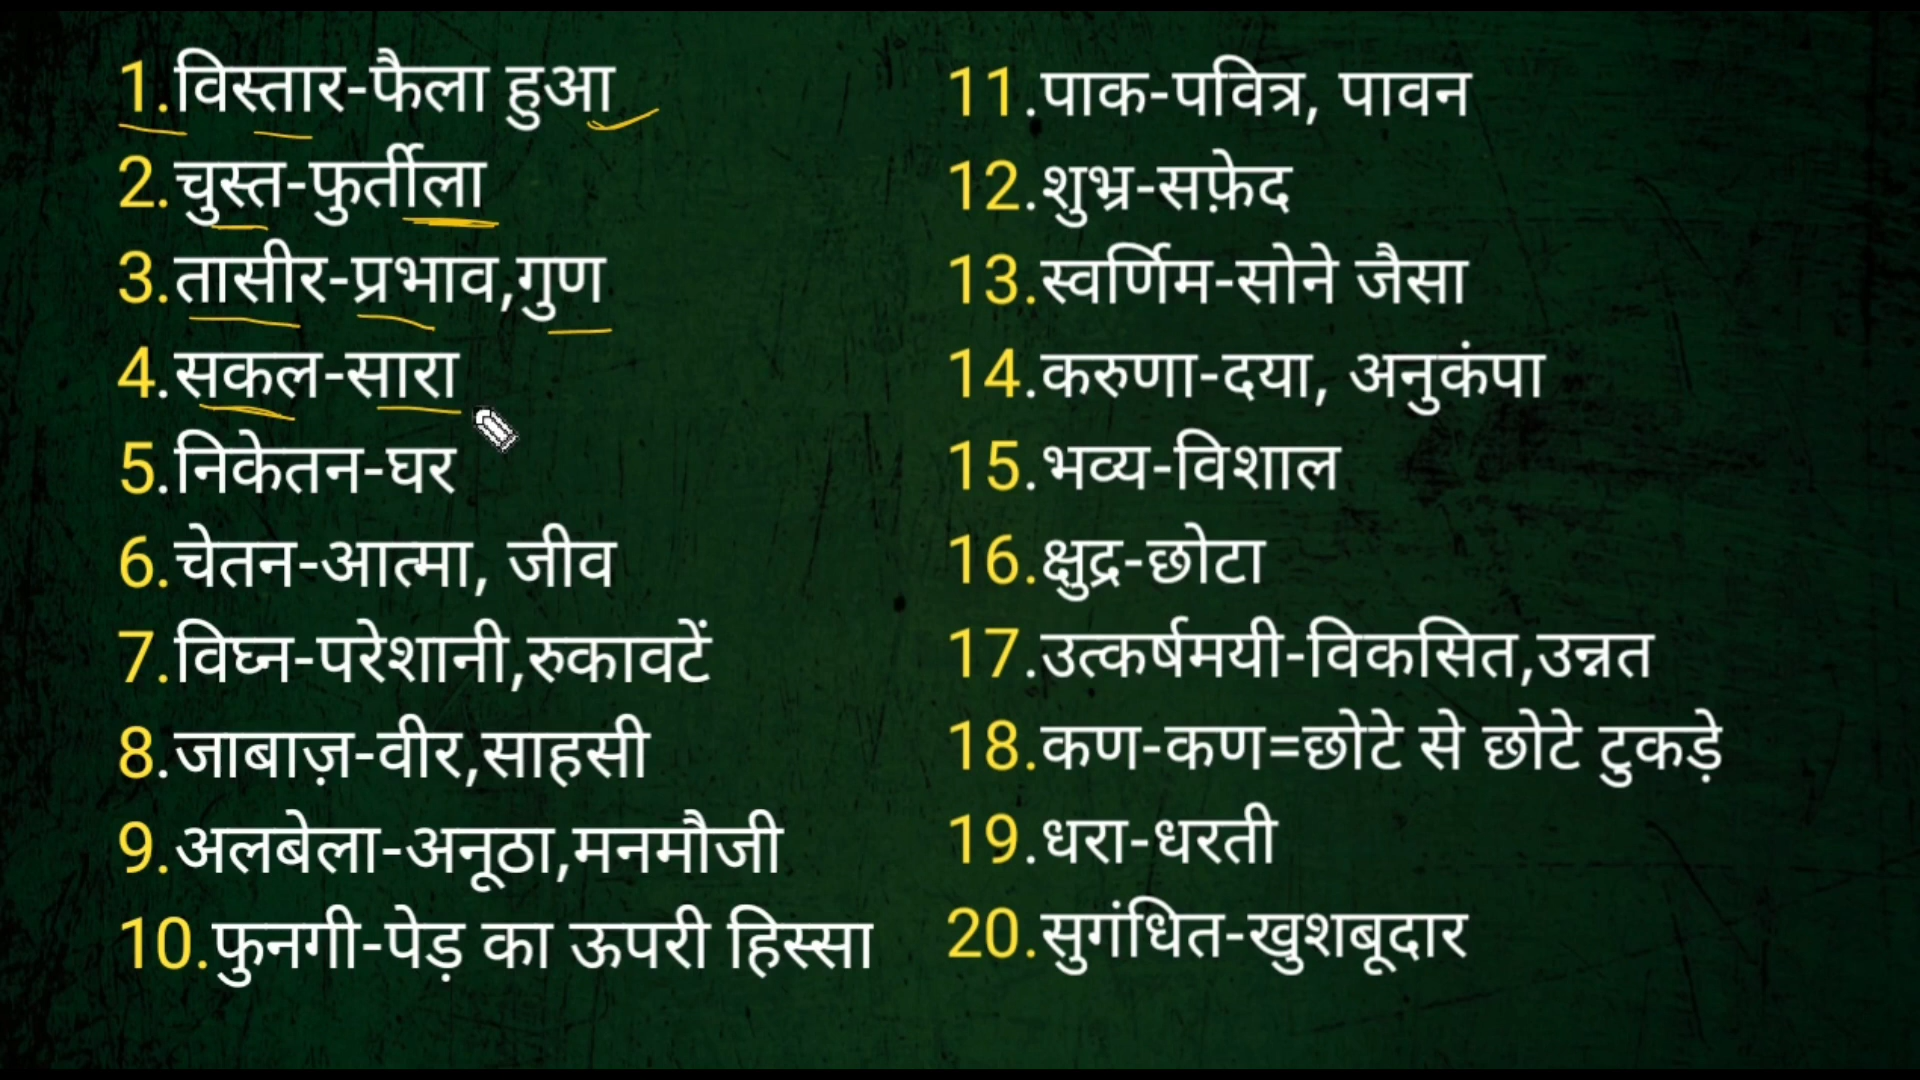 1.विस्तार-फैला हुआ
2.चुस्त-फुर्तीला
3.तासीर-प्रभाव,गुण
4.सकल-सारा
5.निकेतन-घर
6.चेतन-आत्मा, जीव
7.विघ्न-परेशानी,रुकावटें
8.जाबाज़-वीर,साहसी
9.अलबेला-अनूठा,मनमौजी
10.फुनगी-पेड़ का ऊपरी हिस्सा
11.पाक-पवित्र, पावन
12.शुभ्र-सफ़ेद
13.स्वर्णिम-सोने जैसा
14.करुणा-दया, अनुकंपा
15.भव्य-विशाल
16.क्षुद्र-छोटा
17.उत्कर्षमयी-विकसित,उन्नत
18.कण-कण=छोटे से छोटे टुकड़े
19.धरा-धरती
20.सुगंधित-खुशबूदार